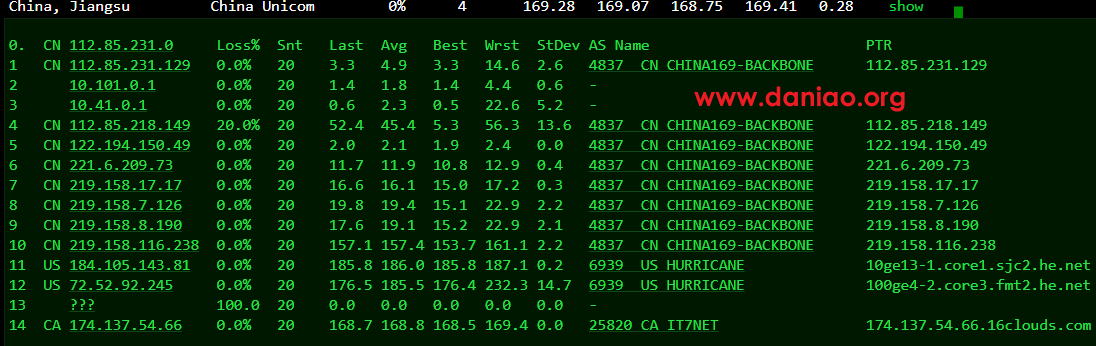 China, Jiangsu China Unicom 0% 4 169.28 169.07 168.75 169.41 0.28 show
0. CN 112.85.231.0 Loss% Snt Last Avg Best Wrst StDev AS Name PTR
1 CN 112.85.231.129 0.0% 20 3.3 4.9 3.3 14.6 2.6 4837 CN CHINA169-BACKBONE 112.85.231.129
2 10.101.0.1 0.0% 20 1.4 1.8 1.4 4.4 0.6 -
www.daniao.org
3 10.41.0.1 0.0% 20 0.6 2.3 0.5 22.6 5.2 -
4 CN 112.85.218.149 20.0% 20 52.4 45.4 5.3 56.3 13.6 4837 CN CHINA169-BACKBONE 112.85.218.149
5 CN 122.194.150.49 0.0% 20 2.0 2.1 1.9 2.4 0.0 4837 CN CHINA169-BACKBONE 122.194.150.49
6 CN 221.6.209.73 0.0% 20 11.7 11.9 10.8 12.9 0.4 4837 CN CHINA169-BACKBONE 221.6.209.73
7 CN 219.158.17.17 0.0% 20 16.6 16.1 15.0 17.2 0.3 4837 CN CHINA169-BACKBONE 219.158.17.17
8 CN 219.158.7.126 0.0% 20 19.8 19.4 15.1 22.9 2.2 4837 CN CHINA169-BACKBONE 219.158.7.126
9 CN 219.158.8.190 0.0% 20 17.6 19.1 15.2 22.9 2.1 4837 CN CHINA169-BACKBONE 219.158.8.190
10 CN 219.158.116.238 0.0% 20 157.1 157.4 153.7 161.1 2.2 4837 CN CHINA169-BACKBONE 219.158.116.238
11 US 184.105.143.81 0.0% 20 185.8 186.0 185.8 187.1 0.2 6939 US HURRICANE 10ge13-1.core1.sjc2.he.net
12 US 72.52.92.245 0.0% 20 176.5 185.5 176.4 232.3 14.7 6939 US HURRICANE 100ge4-2.core3.fmt2.he.net
13 ??? 100.0 20 0.0 0.0 0.0 0.0 0.0 -
14 CA 174.137.54.66 0.0% 20 168.7 168.8 168.5 169.4 0.0 25820 CA IT7NET 174.137.54.66.16clouds.com